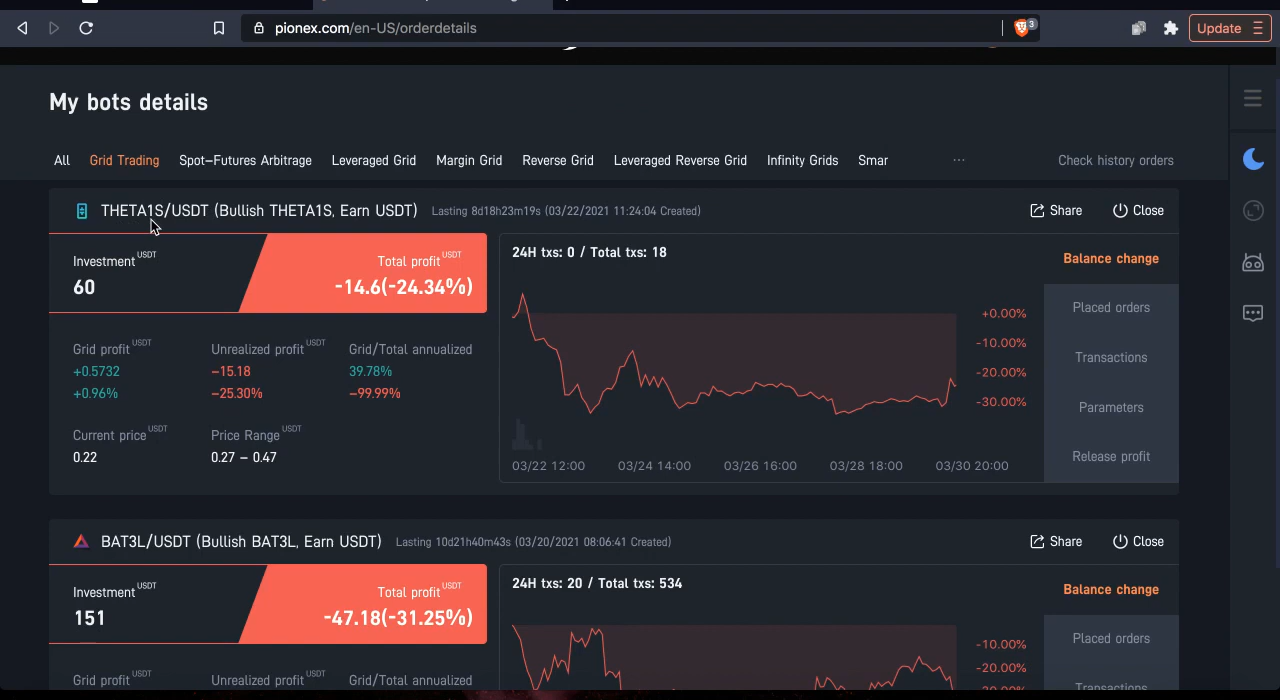 pionex.com/en-US/orderdetails
3
Update
My bots details
All Grid Trading Spot-Futures Arbitrage Leveraged Grid Margin Grid Reverse Grid Leveraged Reverse Grid Infinity Grids Smar ... Check history orders
THETA1S/USDT (Bullish THETA1S, Earn USDT) Lasting 8d18h23m19s (03/22/2021 11:24:04 Created) Share Close
Investment USDT Total profit USDT
60 -14.6(-24.34%)
Grid profit USDT Unrealized profit USDT Grid/Total annualized
+0.5732 -15.18 39.78%
+0.96% -25.30% -99.99%
Current price USDT Price Range USDT
0.22 0.27 - 0.47
24H txs: 0 / Total txs: 18
+0.00%
-10.00%
-20.00%
-30.00%
03/22 12:00 03/24 14:00 03/26 16:00 03/28 18:00 03/30 20:00
Balance change
Placed orders
Transactions
Parameters
Release profit
BAT3L/USDT (Bullish BAT3L, Earn USDT) Lasting 10d21h40m43s (03/20/2021 08:06:41 Created) Share Close
Investment USDT Total profit USDT
151 -47.18(-31.25%)
Grid profit USDT Unrealized profit USDT Grid/Total annualized
24H txs: 20 / Total txs: 534
-10.00%
-20.00%
Balance change
Placed orders
Transactions